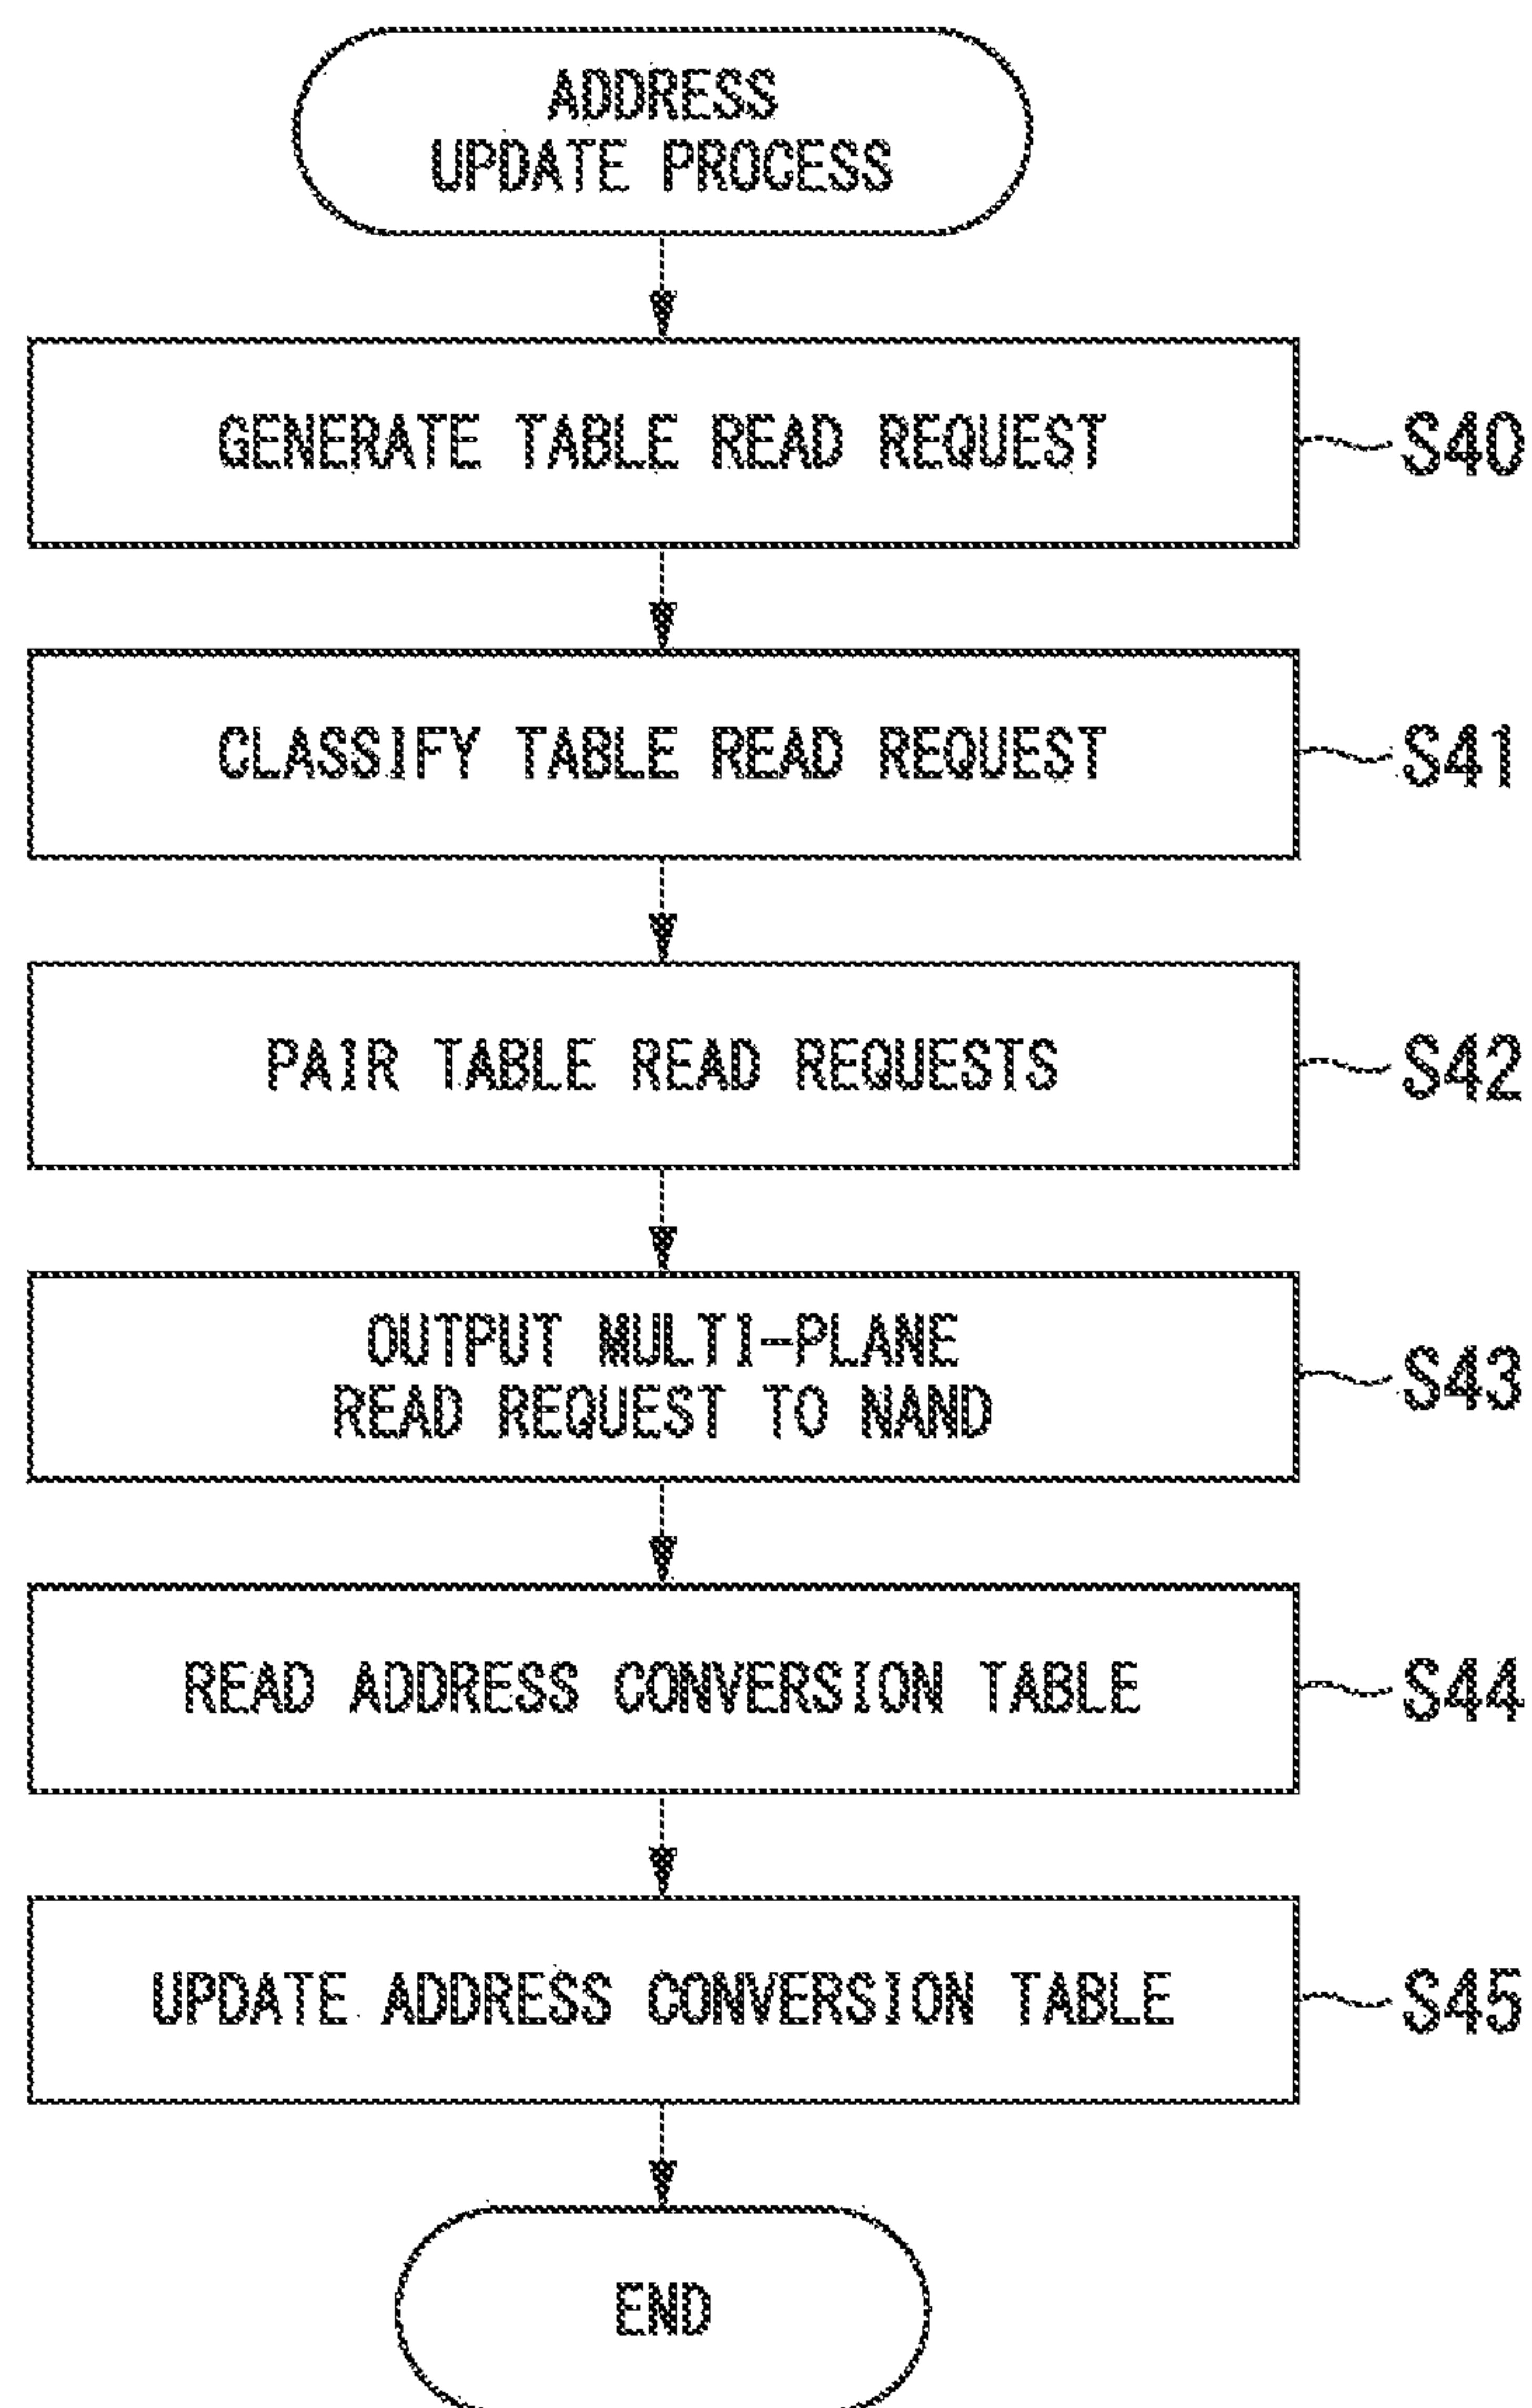 ADDRESS
UPDATE PROCESS
GENERATE TABLE READ REQUEST
S40
CLASSIFY TABLE READ REQUEST
S41
PAIR TABLE READ REQUESTS
S42
OUTPUT MULTI-PLANE
READ REQUEST TO NAND
S43
READ ADDRESS CONVERSION TABLE
S44
UPDATE ADDRESS CONVERSION TABLE
S45
END